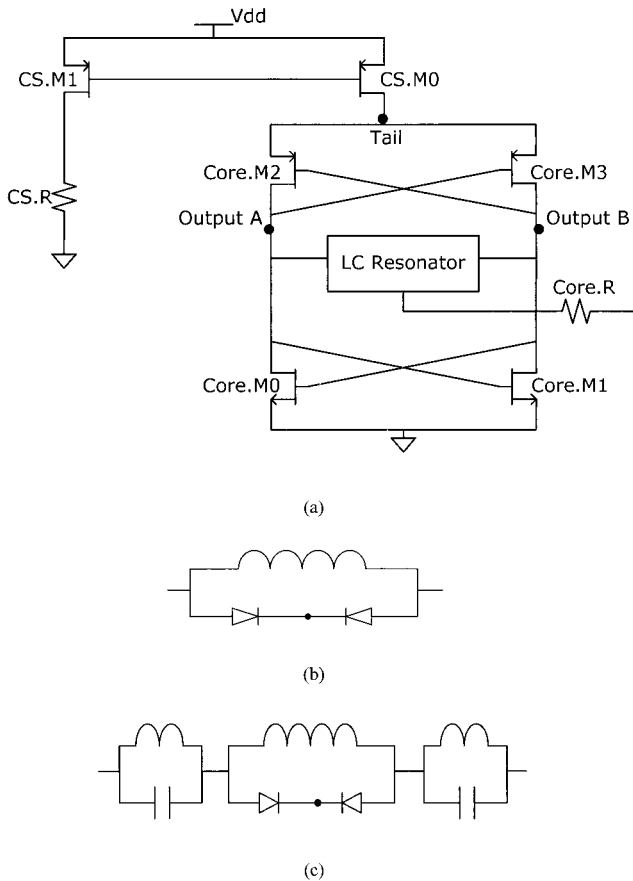 Vdd
CS.M1
CS.M0
Tail
Core.M2
Core.M3
CS.R
Output A
Output B
LC Resonator
Core.R
Core.M0
Core.M1
(a)
(b)
(c)